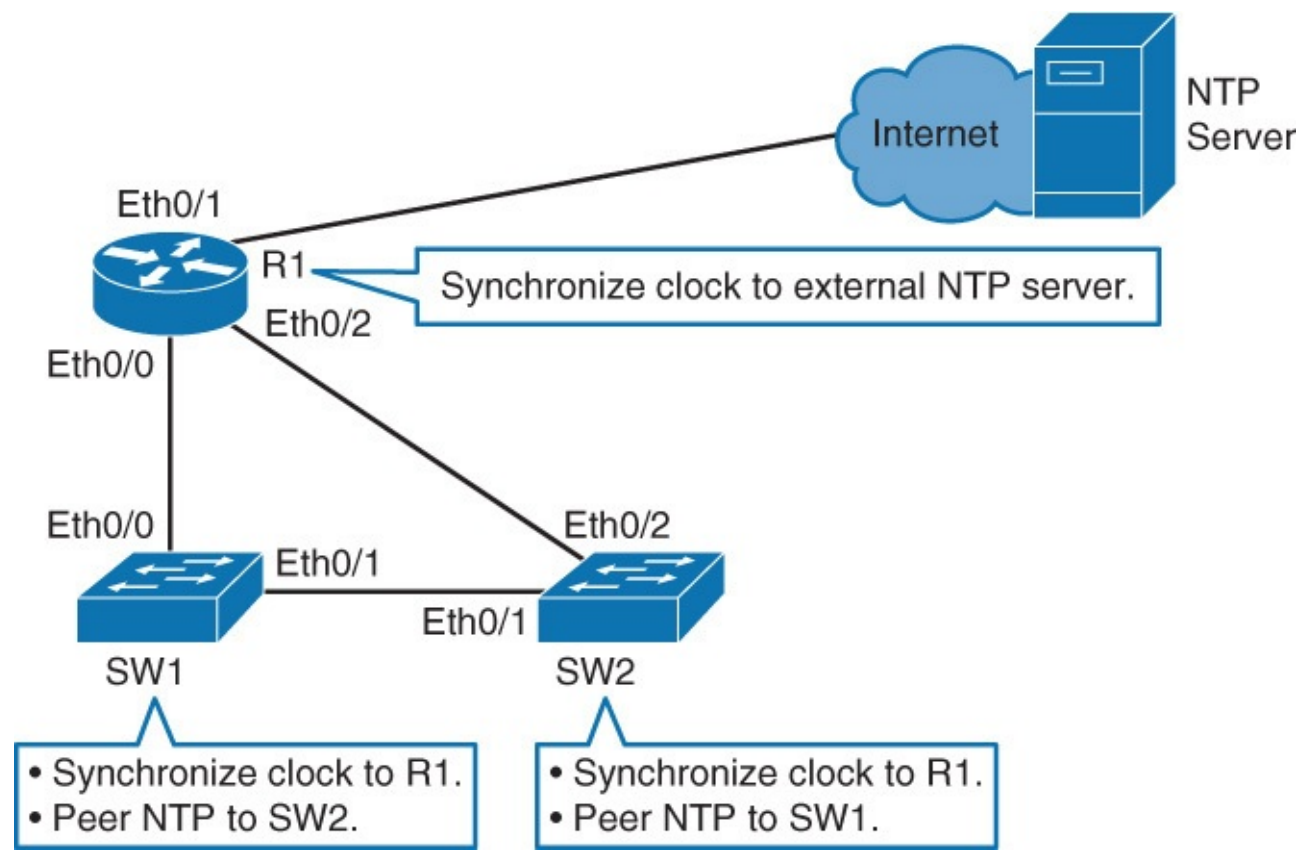 NTP
Server
Internet
Eth0/1
R1
Synchronize clock to external NTP server.
Eth0/2
Eth0/0
Eth0/0
Eth0/2
Eth0/1
Eth0/1
SW1
SW2
• Synchronize clock to R1.
• Peer NTP to SW2.
• Synchronize clock to R1.
• Peer NTP to SW1.